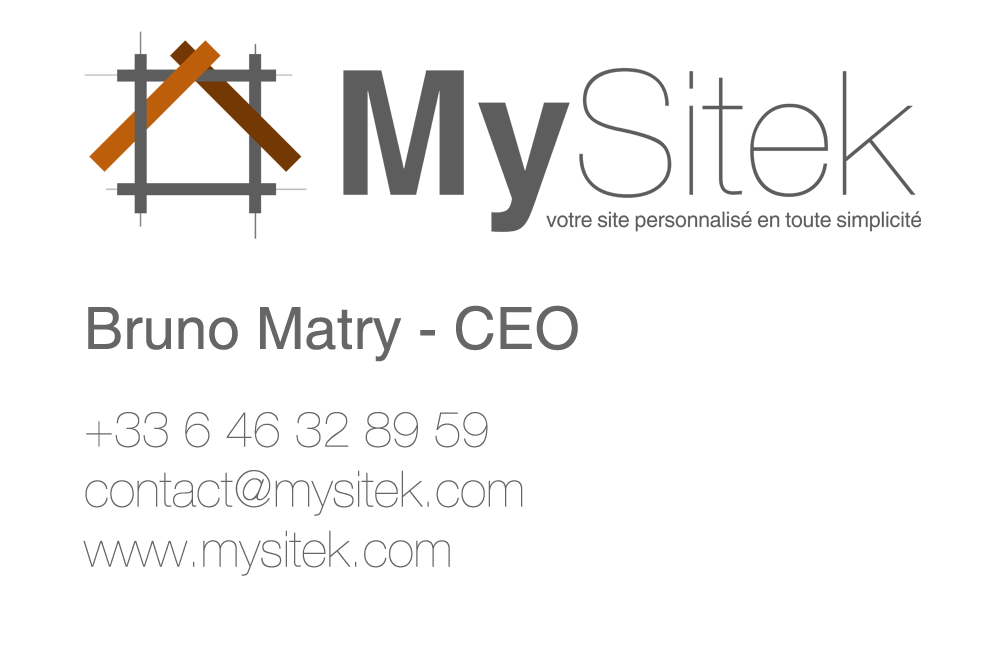 MySitek
votre site personnalisé en toute simplicité
Bruno Matry - CEO
+33 6 46 32 89 59
contact@mysitek.com
www.mysitek.com